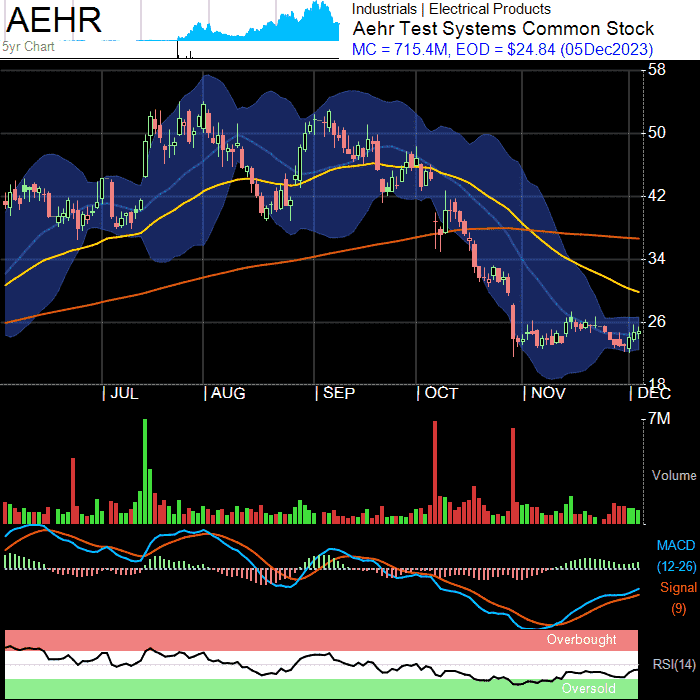 AEHR
5yr Chart
Industrials | Electrical Products
Aehr Test Systems Common Stock
MC = 715.4M, EOD = $24.84 (05Dec2023)
58
50
42
34
26
18
JUL AUG SEP OCT NOV DEC
7M
Volume
MACD
(12-26)
Signal
(9)
Overbought
RSI(14)
Oversold